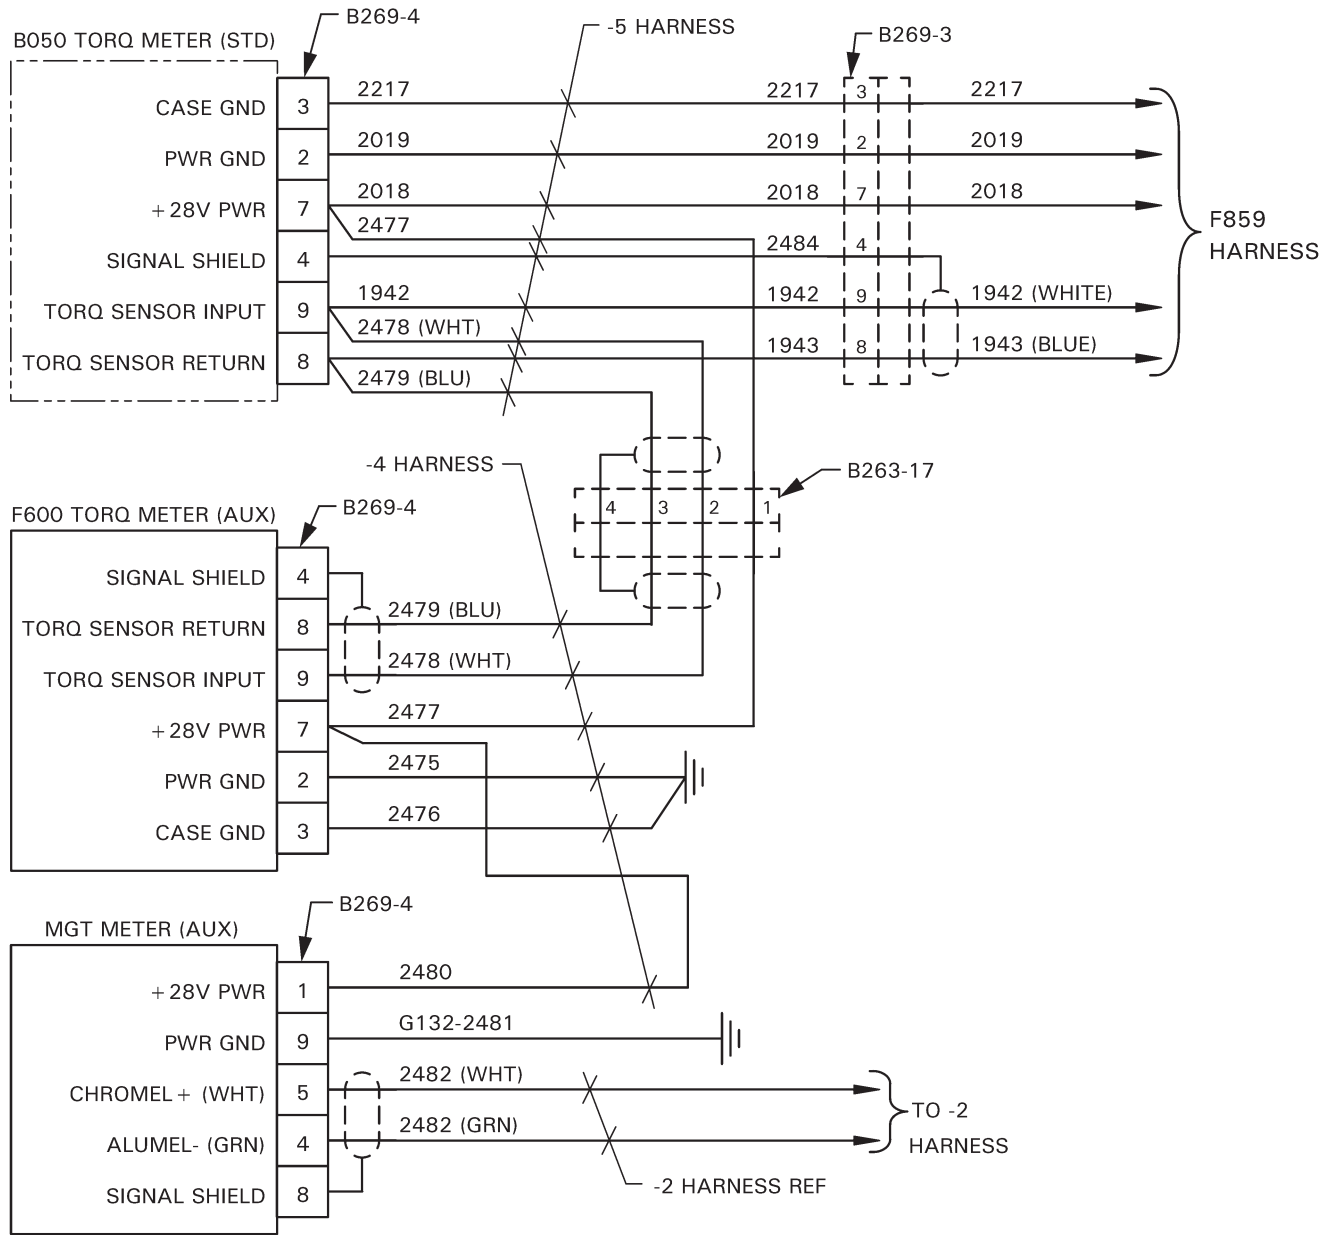 B269-4
-5 HARNESS
B269-3
B050 TORQ METER (STD)
CASE GND 3 2217 2217 3 2217
PWR GND 2 2019 2019 2 2019
+28V PWR 7 2018 2018 7 2018
2477
SIGNAL SHIELD 4 2484 4
F859
HARNESS
TORQ SENSOR INPUT 9 1942 1942 9 1942 (WHITE)
2478 (WHT)
TORQ SENSOR RETURN 8 1943 8 1943 (BLUE)
2479 (BLU)
-4 HARNESS
B263-17
4 3 2 1
F600 TORQ METER (AUX)
B269-4
SIGNAL SHIELD 4
TORQ SENSOR RETURN 8 2479 (BLU)
TORQ SENSOR INPUT 9 2478 (WHT)
+28V PWR 7 2477
PWR GND 2 2475
CASE GND 3 2476
B269-4
MGT METER (AUX)
+28V PWR 1 2480
PWR GND 9 G132-2481
CHROMEL+ (WHT) 5 2482 (WHT)
ALUMEL- (GRN) 4 2482 (GRN)
TO -2
HARNESS
SIGNAL SHIELD 8
-2 HARNESS REF